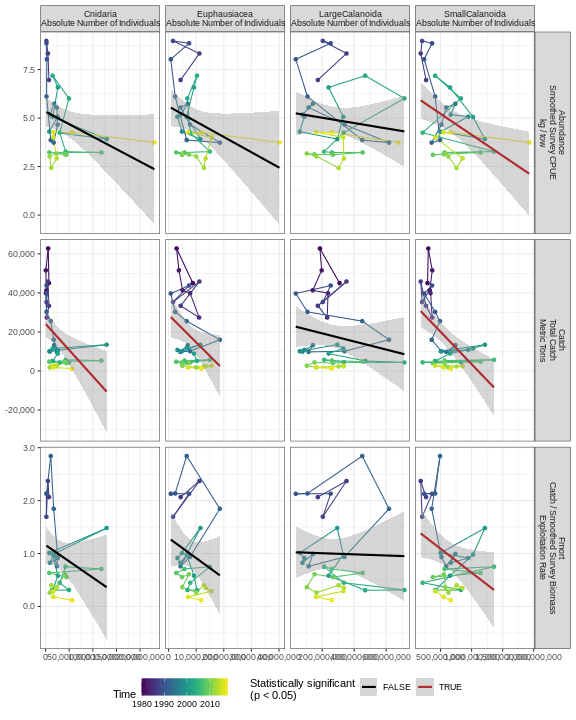 Cnidaria
Absolute Number of Individuals
Euphausiacea
Absolute Number of Individuals
LargeCalanoida
Absolute Number of Individuals
SmallCalanoida
Absolute Number of Individuals
7.5
5.0
2.5
0.0
Abundance
Smoothed Survey CPUE
kg / tow
60,000
40,000
20,000
0
-20,000
Catch
Total Catch
Metric Tons
3.0
2.0
1.0
0.0
Fmort
Catch / Smoothed Survey Biomass
Exploitation Rate
Time
1980 1990 2000 2010
Statistically significant
(p < 0.05)
FALSE
TRUE